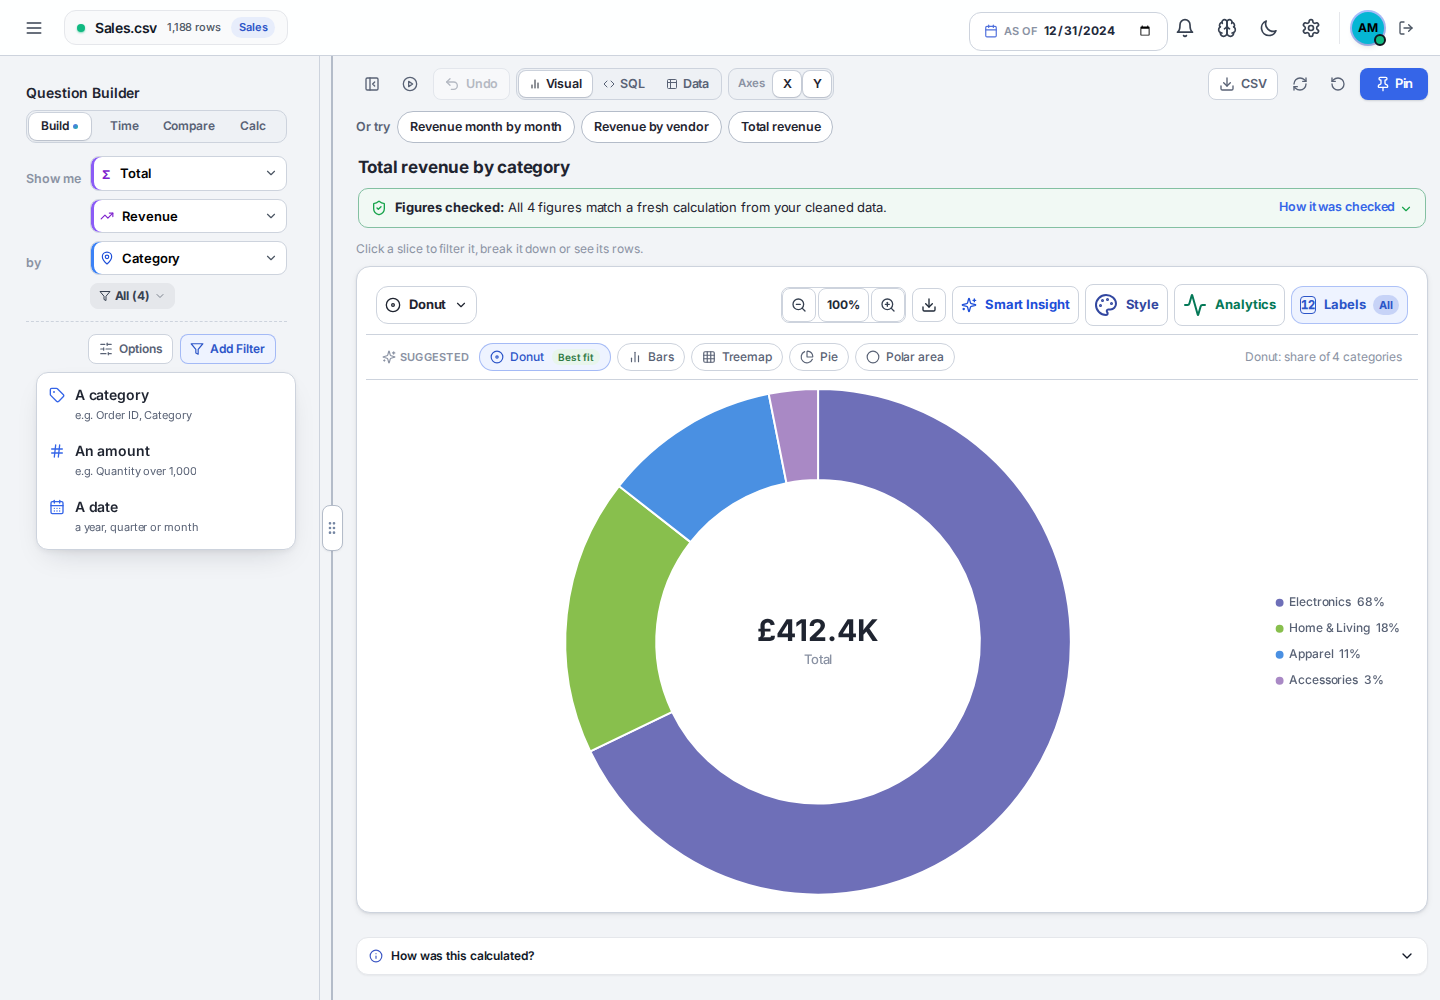 Sales.csv 1,188 rows Sales
AS OF 12/31/2024
AM
Question Builder
Build Time Compare Calc
Show me Total
Revenue
by Category
All (4)
Options Add Filter
A category
e.g. Order ID, Category
An amount
e.g. Quantity over 1,000
A date
a year, quarter or month
Undo Visual SQL Data Axes X Y CSV Pin
Or try Revenue month by month Revenue by vendor Total revenue
Total revenue by category
Figures checked: All 4 figures match a fresh calculation from your cleaned data. How it was checked
Click a slice to filter it, break it down or see its rows.
Donut 100% Smart Insight Style Analytics 12 Labels All
SUGGESTED Donut Best fit Bars Treemap Pie Polar area Donut: share of 4 categories
£412.4K
Total
Electronics 68%
Home & Living 18%
Apparel 11%
Accessories 3%
How was this calculated?